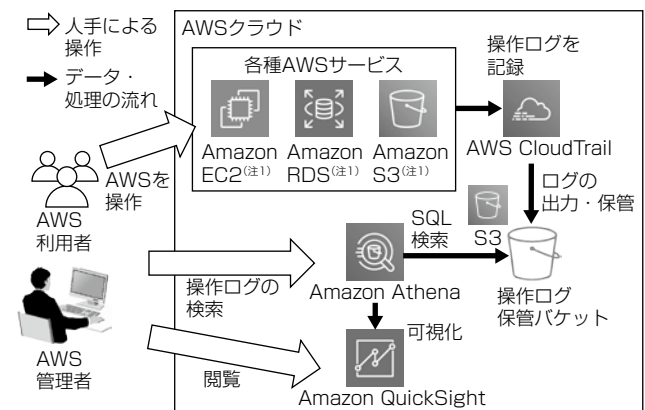 人手による
操作
データ・
処理の流れ
AWSクラウド
各種AWSサービス
Amazon
EC2(注1)
Amazon
RDS(注1)
Amazon
S3(注1)
操作ログを
記録
AWS CloudTrail
AWSを
操作
AWS
利用者
ログの
出力・保管
SQL
検索
S3
操作ログの
検索
Amazon Athena
操作ログ
保管バケット
可視化
AWS
管理者
閲覧
Amazon QuickSight